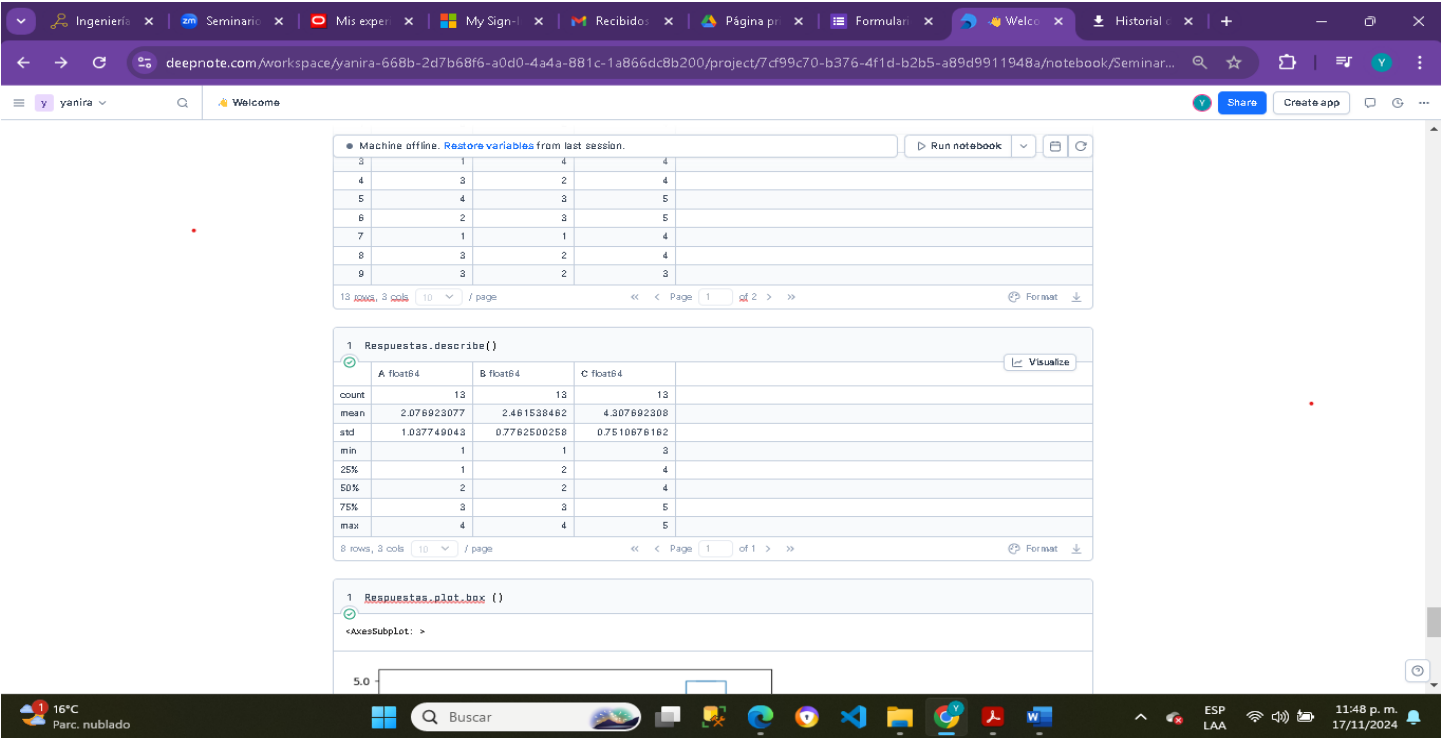 Ingeniería
zm Seminario
Mis exper
My Sign-I
Recibidos
Página pri
Formulari
👋 Welco
Historial d
deepnote.com/workspace/yanira-668b-2d7b68f6-a0d0-4a4a-881c-1a866dc8b200/project/7cf99c70-b376-4f1d-b2b5-a89d9911948a/notebook/Seminar...
Y
y yanira
👋 Welcome
Y Share Create app
Machine offline. Restore variables from last session.
Run notebook
3 1 4 4
4 3 2 4
5 4 3 5
6 2 3 5
7 1 1 4
8 3 2 4
9 3 2 3
13 rows, 3 cols 10 / page << < Page 1 of 2 > >> Format
1 Respuestas.describe()
Visualize
A float64 B float64 C float64
count 13 13 13
mean 2.076923077 2.461538462 4.307692308
std 1.037749043 0.7762500258 0.7510676162
min 1 1 3
25% 1 2 4
50% 2 2 4
75% 3 3 5
max 4 4 5
8 rows, 3 cols 10 / page << < Page 1 of 1 > >> Format
1 Respuestas.plot.box ()
<AxesSubplot: >
5.0
1
16°C
Parc. nublado
Buscar
Y
ESP
LAA
11:48 p. m.
17/11/2024